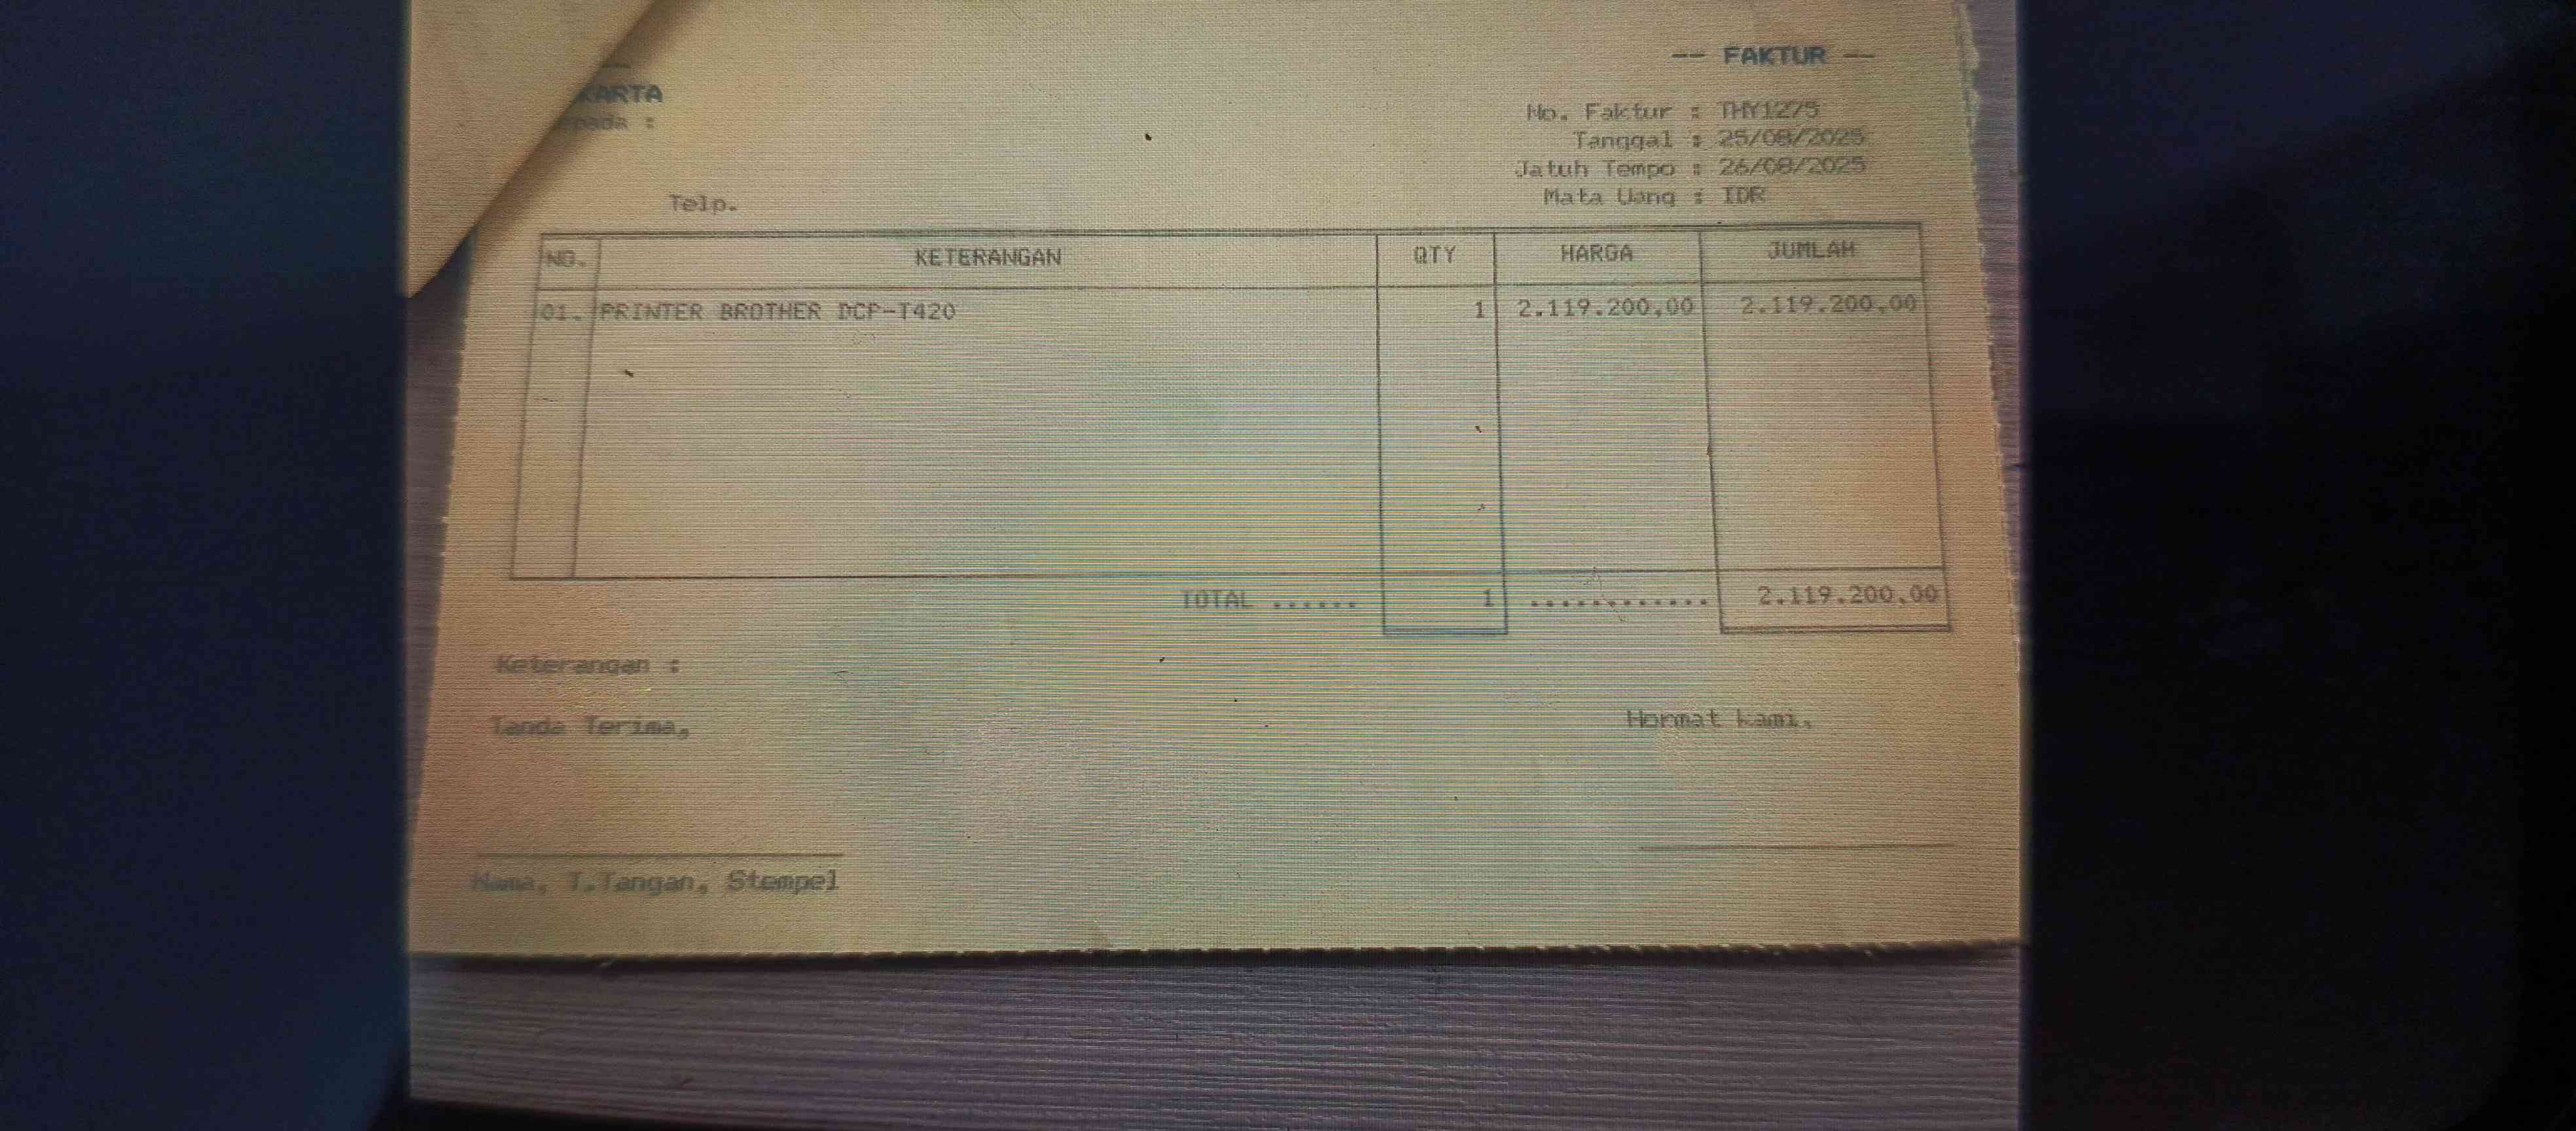 -- FAKTUR --
KARTA
No. Faktur : THY1275
pada :
Tanggal : 25/08/2025
Jatuh Tempo : 26/08/2025
Telp.
Mata Uang : IDR
NO. KETERANGAN QTY HARGA JUMLAH
01. PRINTER BROTHER DCP-T420 1 2.119.200,00 2.119.200,00
TOTAL ...... 1 ............ 2.119.200,00
Keterangan :
Tanda Terima, Hormat kami,
Nama, T.Tangan, Stempel